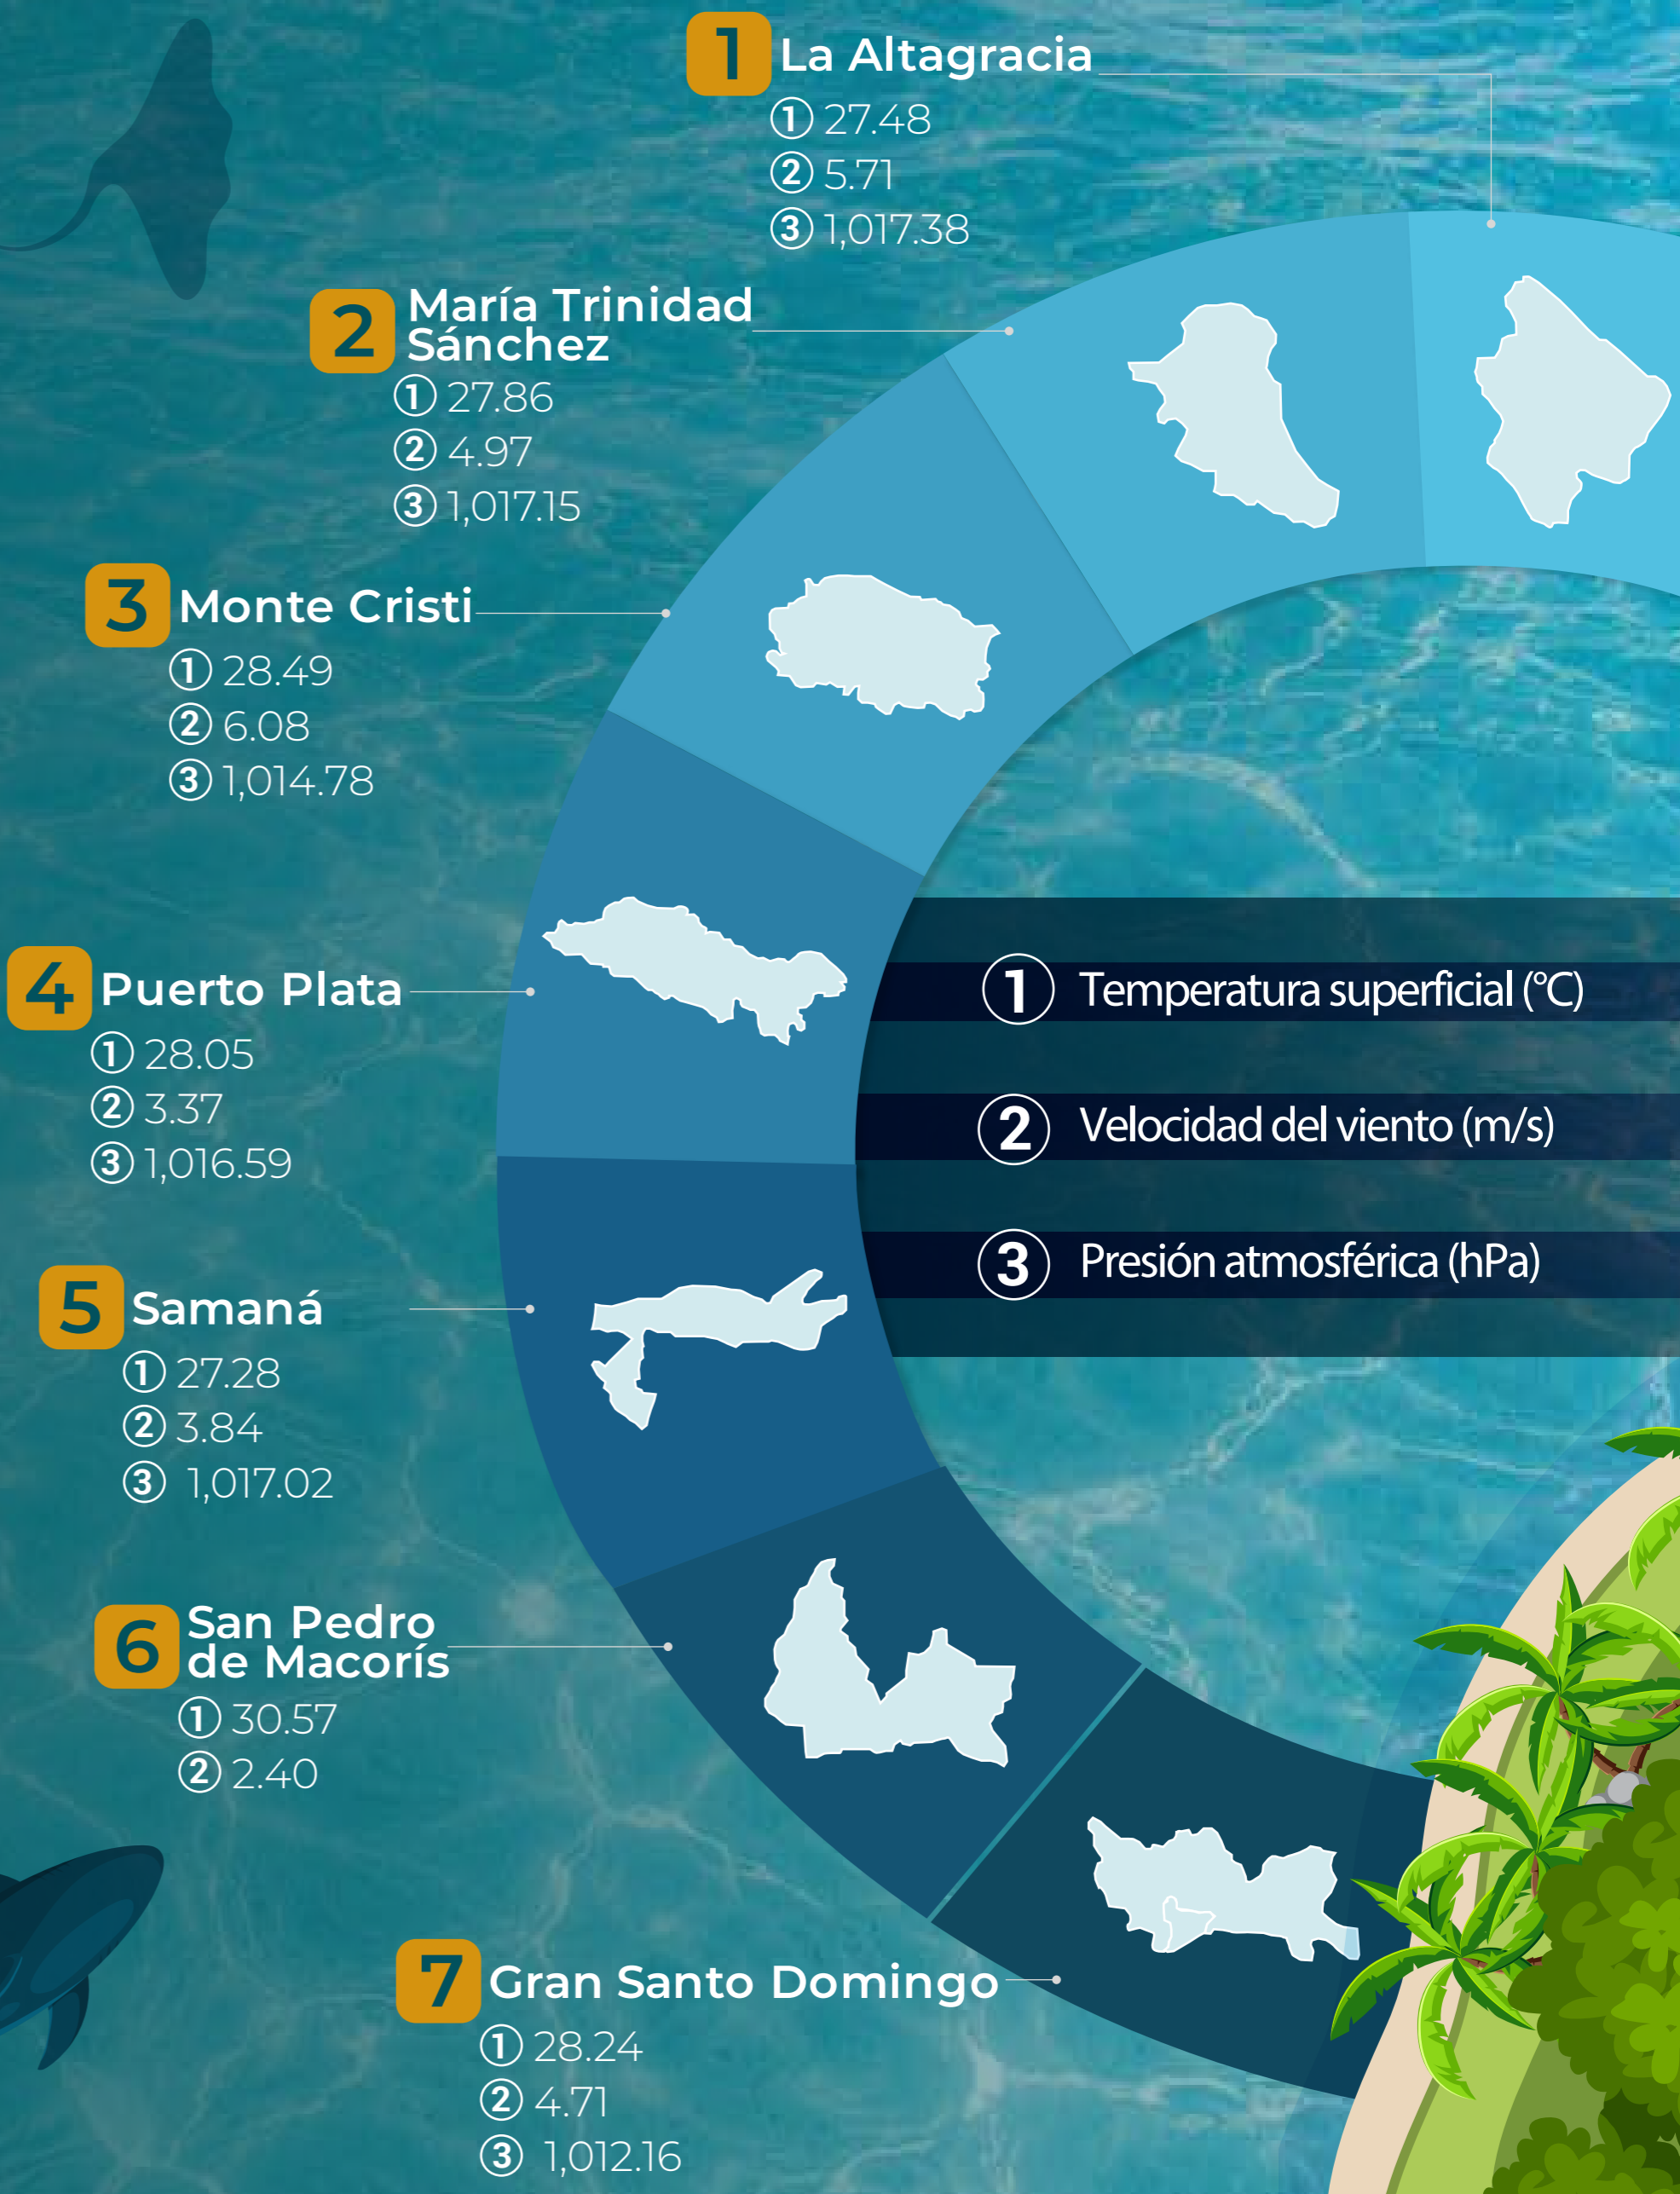 1 La Altagracia
1 27.48
2 5.71
3 1,017.38
2 María Trinidad
Sánchez
1 27.86
2 4.97
3 1,017.15
3 Monte Cristi
1 28.49
2 6.08
3 1,014.78
4 Puerto Plata
1 28.05
2 3.37
3 1,016.59
5 Samaná
1 27.28
2 3.84
3 1,017.02
6 San Pedro
de Macorís
1 30.57
2 2.40
7 Gran Santo Domingo
1 28.24
2 4.71
3 1,012.16
1 Temperatura superficial (°C)
2 Velocidad del viento (m/s)
3 Presión atmosférica (hPa)